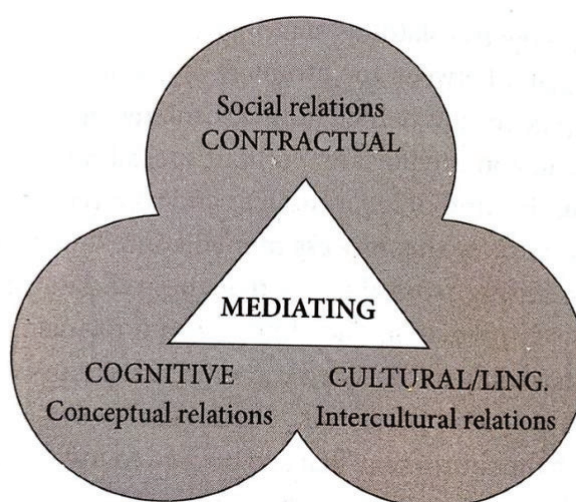 Social relations
CONTRACTUAL
MEDIATING
COGNITIVE
Conceptual relations
CULTURAL/LING.
Intercultural relations